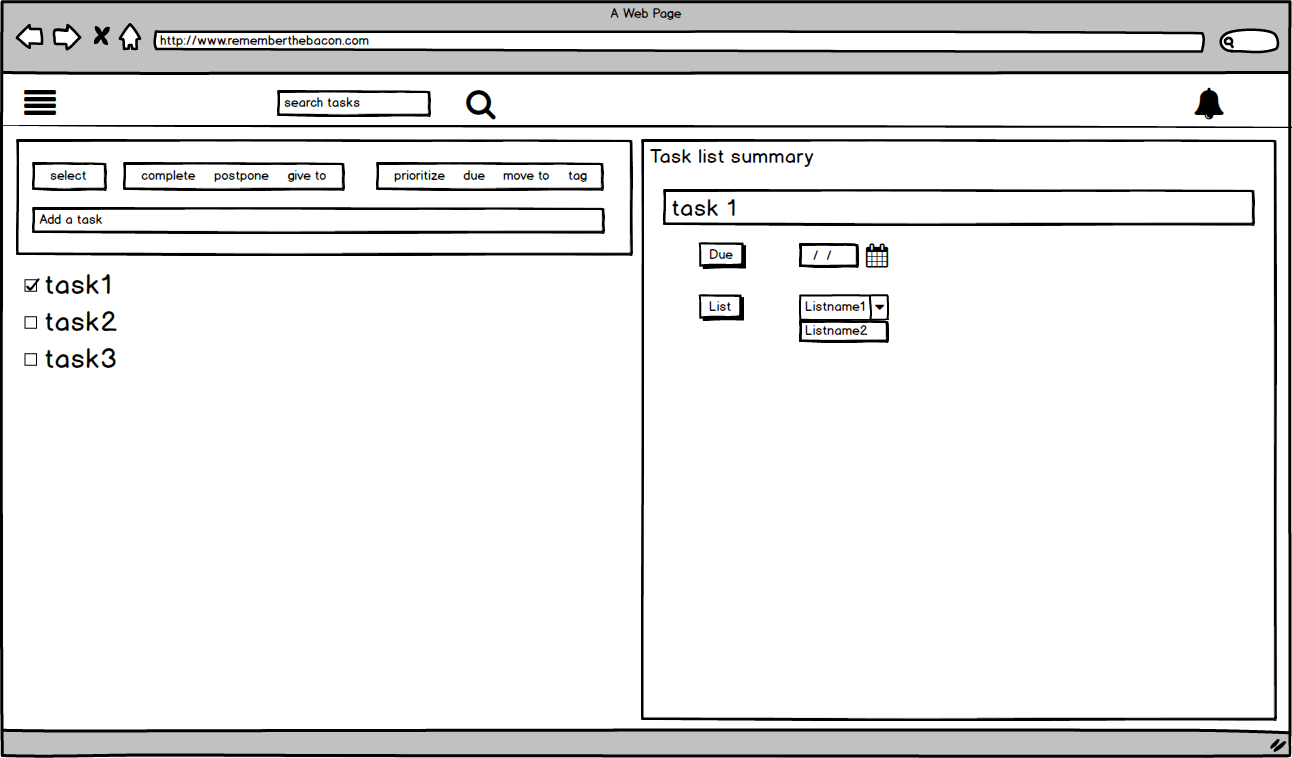 A Web Page
http://www.rememberthebacon.com
search tasks
select complete postpone give to prioritize due move to tag
Add a task
task1
task2
task3
Task list summary
task 1
Due / /
List Listname1
Listname2